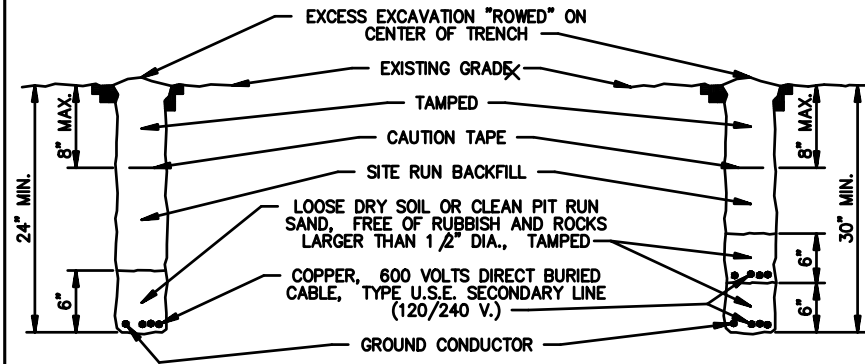 EXCESS EXCAVATION "ROWED" ON
CENTER OF TRENCH
EXISTING GRADE
TAMPED
CAUTION TAPE
SITE RUN BACKFILL
LOOSE DRY SOIL OR CLEAN PIT RUN
SAND, FREE OF RUBBISH AND ROCKS
LARGER THAN 1/2" DIA., TAMPED
COPPER, 600 VOLTS DIRECT BURIED
CABLE, TYPE U.S.E. SECONDARY LINE
(120/240 V.)
GROUND CONDUCTOR
24" MIN.
8" MAX.
6"
8" MAX.
30" MIN.
6"
6"